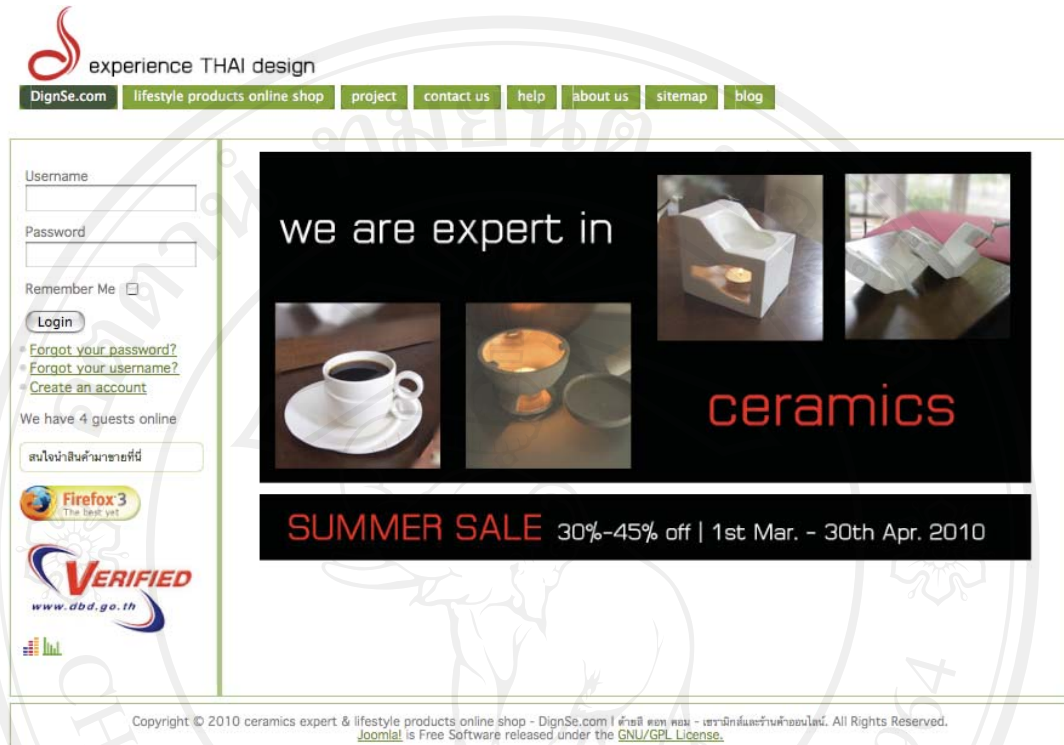 experience THAI design
DignSe.com lifestyle products online shop project contact us help about us sitemap blog
Username
Password
Remember Me
Login
Forgot your password?
Forgot your username?
Create an account
We have 4 guests online
สนใจนำสินค้ามาขายที่นี่
Firefox 3
The best yet
VERIFIED
www.dbd.go.th
we are expert in
ceramics
SUMMER SALE 30%-45% off | 1st Mar. - 30th Apr. 2010
Copyright © 2010 ceramics expert & lifestyle products online shop - DignSe.com | ด้ายสี ดอท คอม - เซรามิกส์และร้านค้าออนไลน์. All Rights Reserved.
Joomla! is Free Software released under the GNU/GPL License.